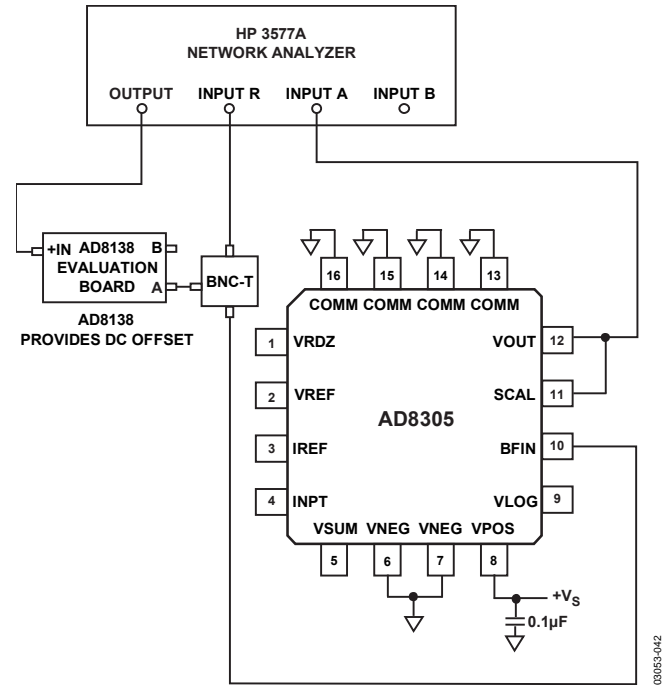 HP 3577A
NETWORK ANALYZER
OUTPUT INPUT R INPUT A INPUT B
+IN AD8138 B
EVALUATION
BOARD A
BNC-T
AD8138
PROVIDES DC OFFSET
16 15 14 13
COMM COMM COMM COMM
1 VRDZ VOUT 12
2 VREF SCAL 11
AD8305
3 IREF BFIN 10
4 INPT VLOG 9
VSUM VNEG VNEG VPOS
5 6 7 8
+VS
0.1µF
03053-042